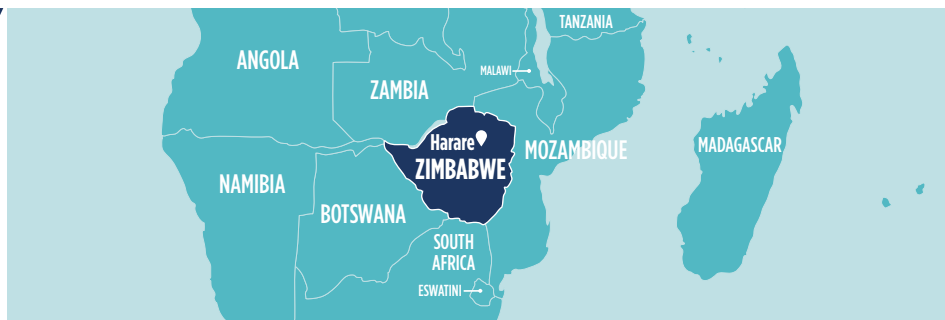 TANZANIA
ANGOLA
MALAWI
ZAMBIA
Harare
ZIMBABWE
MOZAMBIQUE
MADAGASCAR
NAMIBIA
BOTSWANA
SOUTH
AFRICA
ESWATINI